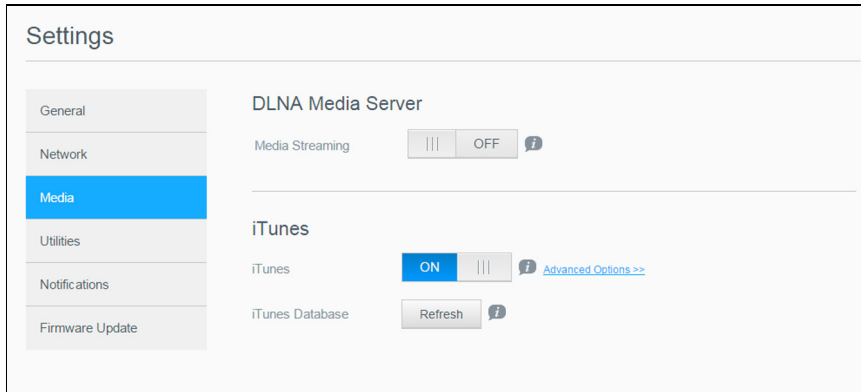 Settings
General
Network
Media
Utilities
Notifications
Firmware Update
DLNA Media Server
Media Streaming OFF
iTunes
iTunes ON Advanced Options >>
iTunes Database Refresh